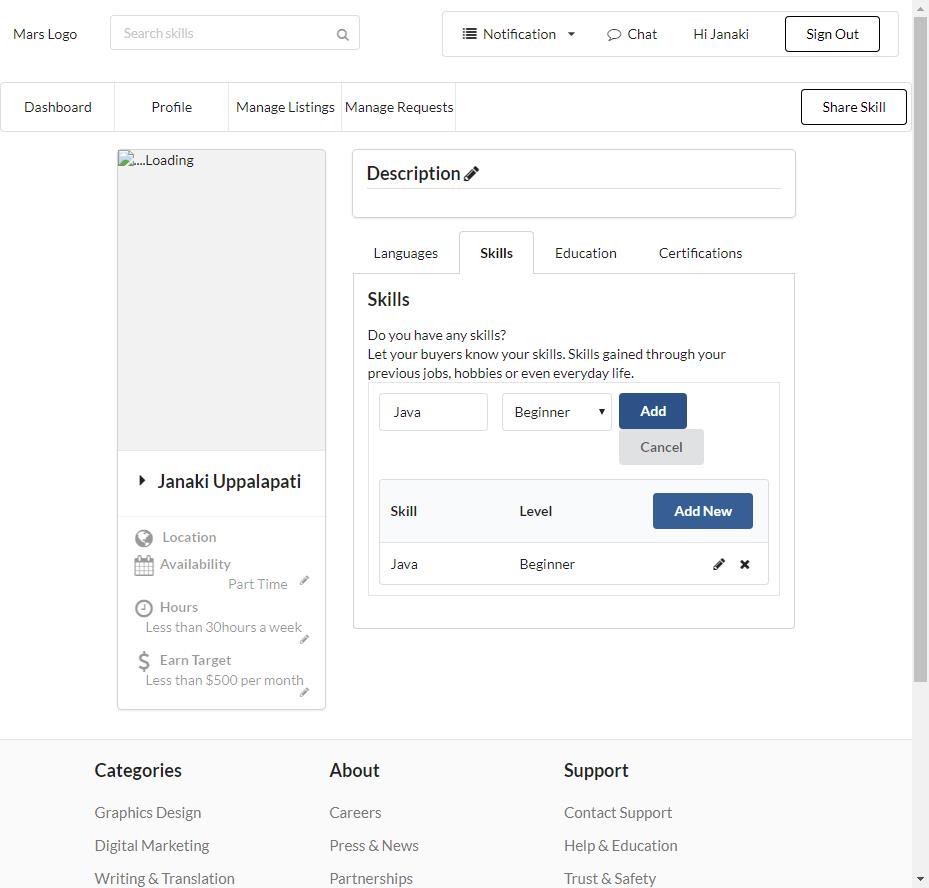 Mars Logo
Search skills
Notification
Chat
Hi Janaki
Sign Out
Dashboard
Profile
Manage Listings
Manage Requests
Share Skill
....Loading
Janaki Uppalapati
Location
Availability
Part Time
Hours
Less than 30hours a week
Earn Target
Less than $500 per month
Description
Languages
Skills
Education
Certifications
Skills
Do you have any skills?
Let your buyers know your skills. Skills gained through your
previous jobs, hobbies or even everyday life.
Java
Beginner
Add
Cancel
Skill
Level
Add New
Java
Beginner
Categories
Graphics Design
Digital Marketing
Writing & Translation
About
Careers
Press & News
Partnerships
Support
Contact Support
Help & Education
Trust & Safety